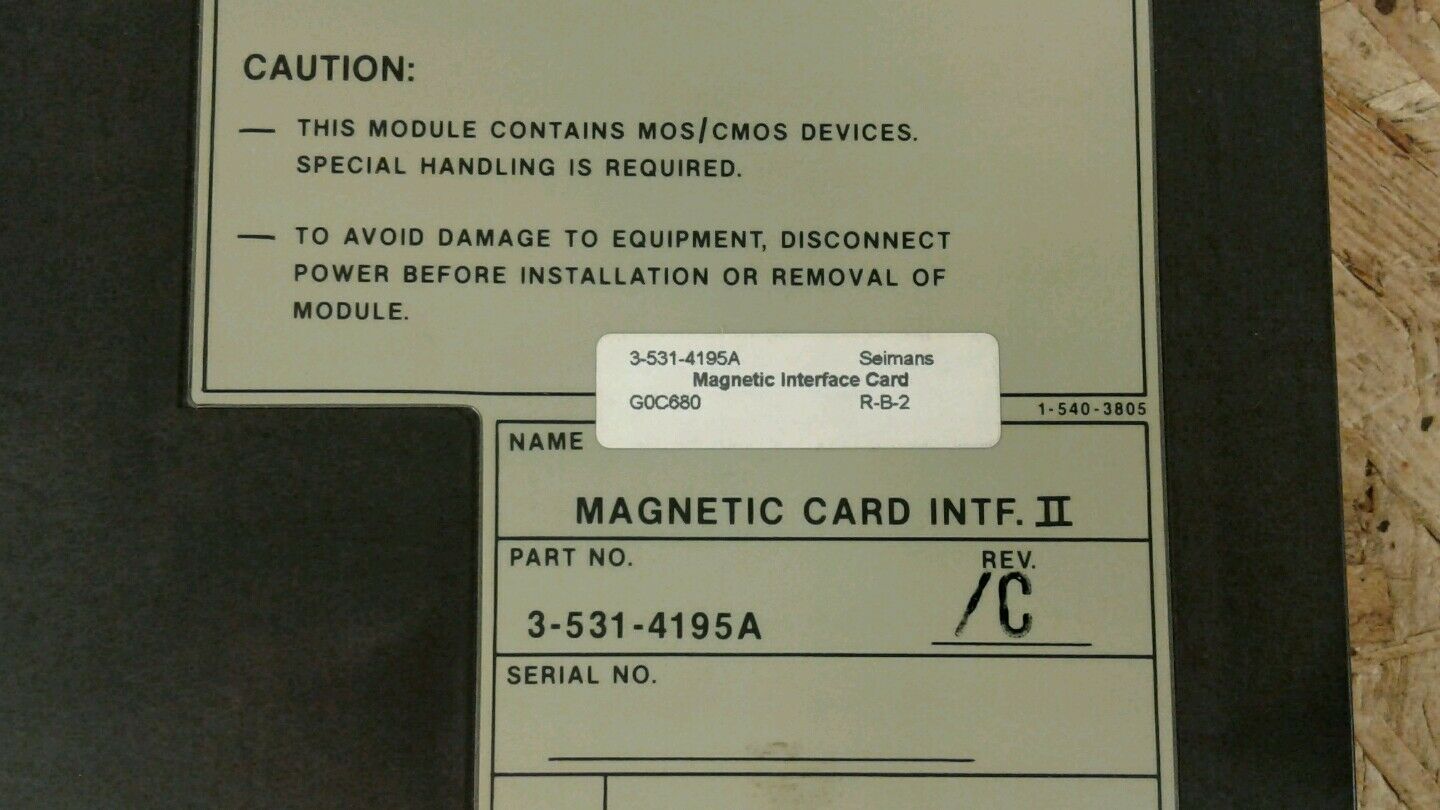 CAUTION:
— THIS MODULE CONTAINS MOS/CMOS DEVICES.
SPECIAL HANDLING IS REQUIRED.
— TO AVOID DAMAGE TO EQUIPMENT, DISCONNECT
POWER BEFORE INSTALLATION OR REMOVAL OF
MODULE.
3-531-4195A Seimans
Magnetic Interface Card
G0C680 R-B-2
1-540-3805
NAME
MAGNETIC CARD INTF. II
PART NO. REV.
3-531-4195A /C
SERIAL NO.